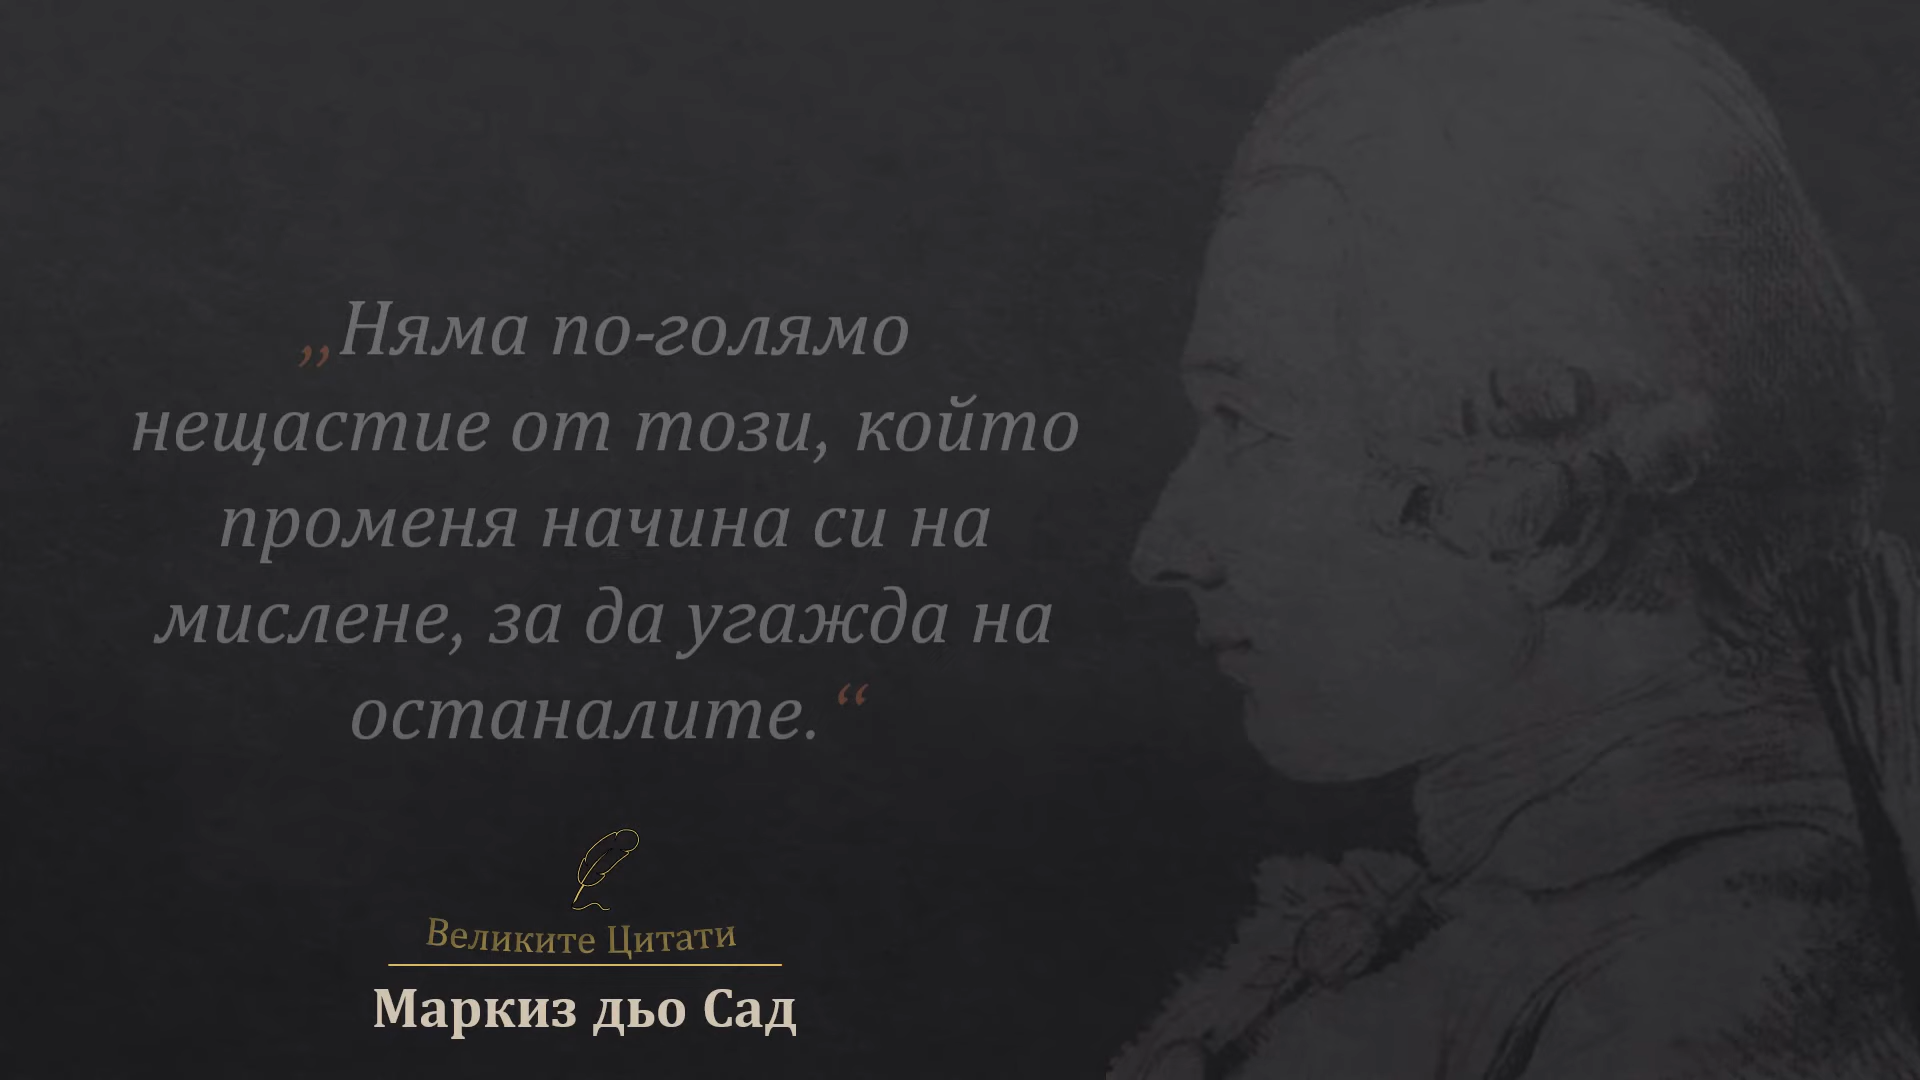 „Няма по-голямо
нещастие от този, който
променя начина си на
мислене, за да угажда на
останалите.“
Великите Цитати
Маркиз дьо Сад